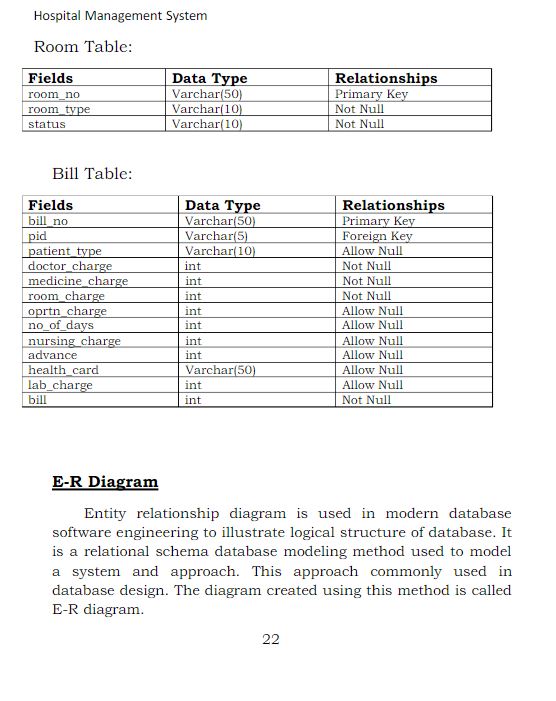 Hospital Management System
Room Table:
Fields Data Type Relationships
room_no Varchar(50) Primary Key
room_type Varchar(10) Not Null
status Varchar(10) Not Null
Bill Table:
Fields Data Type Relationships
bill_no Varchar(50) Primary Key
pid Varchar(5) Foreign Key
patient_type Varchar(10) Allow Null
doctor_charge int Not Null
medicine_charge int Not Null
room_charge int Not Null
oprtn_charge int Allow Null
no_of_days int Allow Null
nursing_charge int Allow Null
advance int Allow Null
health_card Varchar(50) Allow Null
lab_charge int Allow Null
bill int Not Null
E-R Diagram
Entity relationship diagram is used in modern database
software engineering to illustrate logical structure of database. It
is a relational schema database modeling method used to model
a system and approach. This approach commonly used in
database design. The diagram created using this method is called
E-R diagram.
22